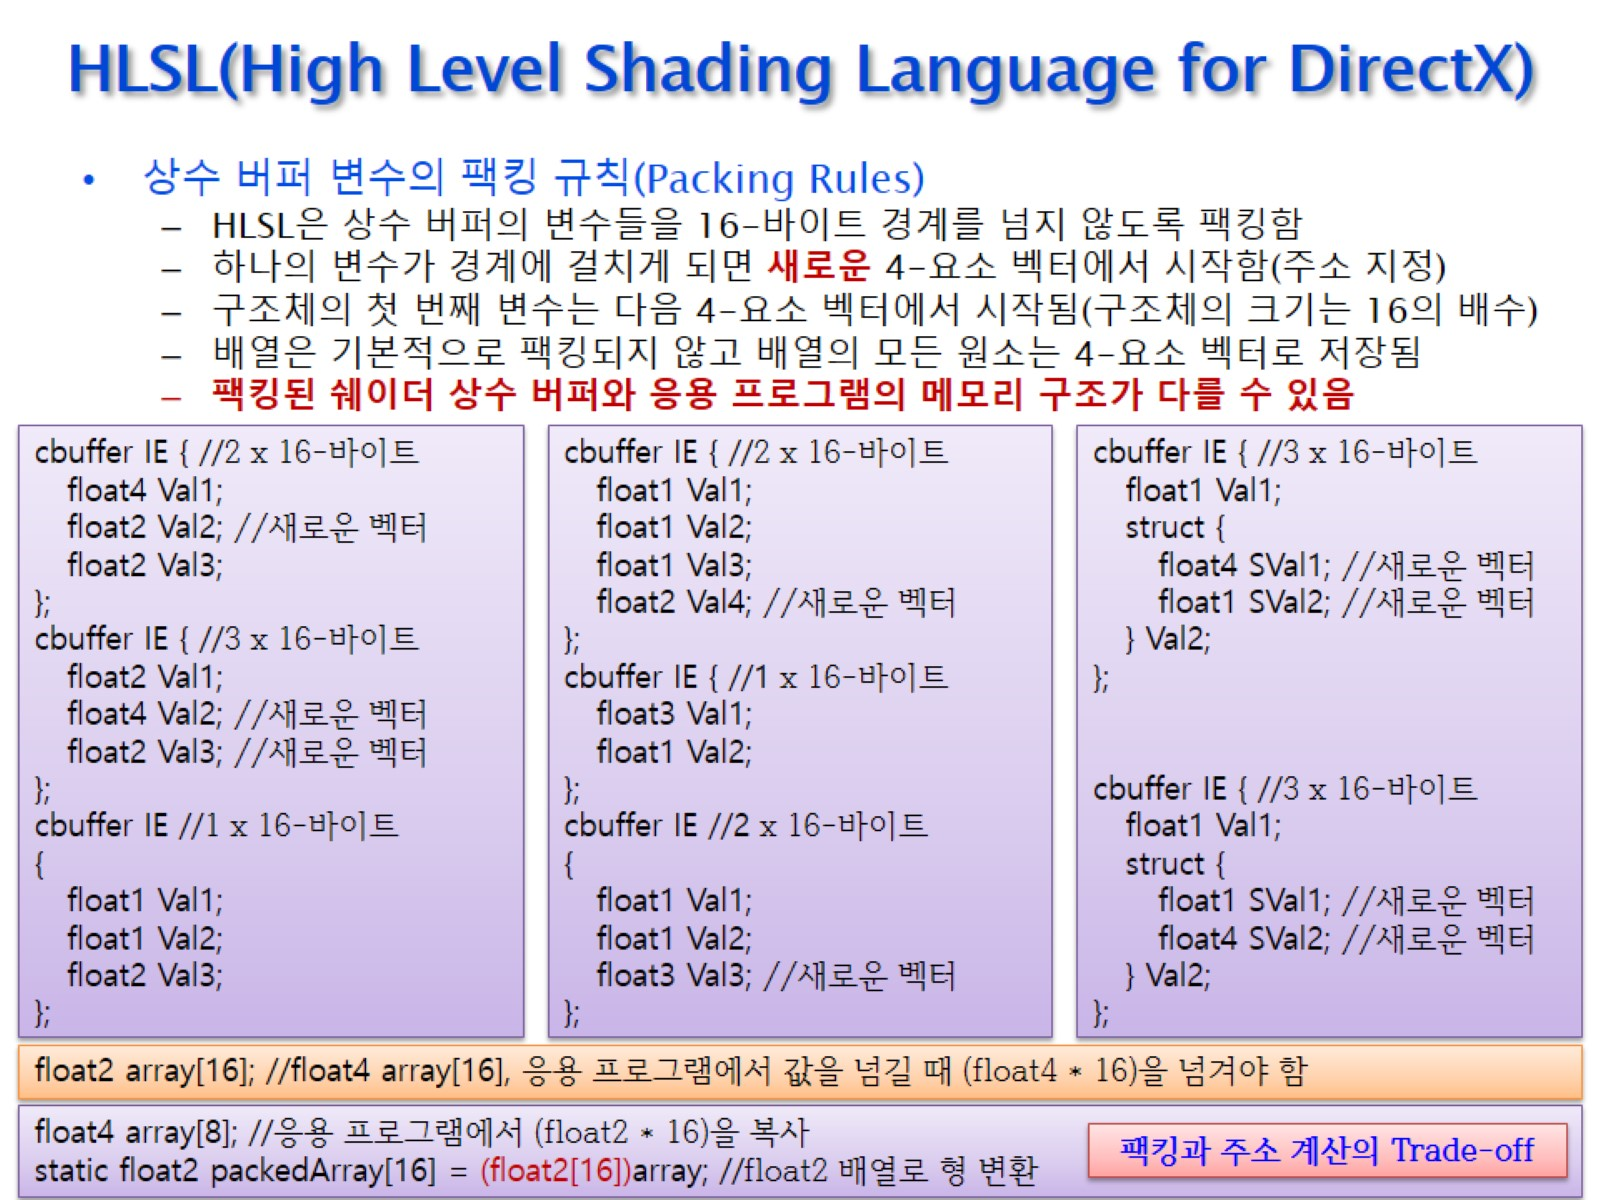 HLSL(High Level Shading Language for DirectX)
• 상수 버퍼 변수의 팩킹 규칙(Packing Rules)
– HLSL은 상수 버퍼의 변수들을 16-바이트 경계를 넘지 않도록 팩킹함
– 하나의 변수가 경계에 걸치게 되면 새로운 4-요소 벡터에서 시작함(주소 지정)
– 구조체의 첫 번째 변수는 다음 4-요소 벡터에서 시작됨(구조체의 크기는 16의 배수)
– 배열은 기본적으로 팩킹되지 않고 배열의 모든 원소는 4-요소 벡터로 저장됨
– 팩킹된 쉐이더 상수 버퍼와 응용 프로그램의 메모리 구조가 다를 수 있음
cbuffer IE { //2 x 16-바이트
float4 Val1;
float2 Val2; //새로운 벡터
float2 Val3;
};
cbuffer IE { //3 x 16-바이트
float2 Val1;
float4 Val2; //새로운 벡터
float2 Val3; //새로운 벡터
};
cbuffer IE //1 x 16-바이트
{
float1 Val1;
float1 Val2;
float2 Val3;
};
cbuffer IE { //2 x 16-바이트
float1 Val1;
float1 Val2;
float1 Val3;
float2 Val4; //새로운 벡터
};
cbuffer IE { //1 x 16-바이트
float3 Val1;
float1 Val2;
};
cbuffer IE //2 x 16-바이트
{
float1 Val1;
float1 Val2;
float3 Val3; //새로운 벡터
};
cbuffer IE { //3 x 16-바이트
float1 Val1;
struct {
float4 SVal1; //새로운 벡터
float1 SVal2; //새로운 벡터
} Val2;
};
cbuffer IE { //3 x 16-바이트
float1 Val1;
struct {
float1 SVal1; //새로운 벡터
float4 SVal2; //새로운 벡터
} Val2;
};
float2 array[16]; //float4 array[16], 응용 프로그램에서 값을 넘길 때 (float4 * 16)을 넘겨야 함
float4 array[8]; //응용 프로그램에서 (float2 * 16)을 복사
static float2 packedArray[16] = (float2[16])array; //float2 배열로 형 변환
팩킹과 주소 계산의 Trade-off